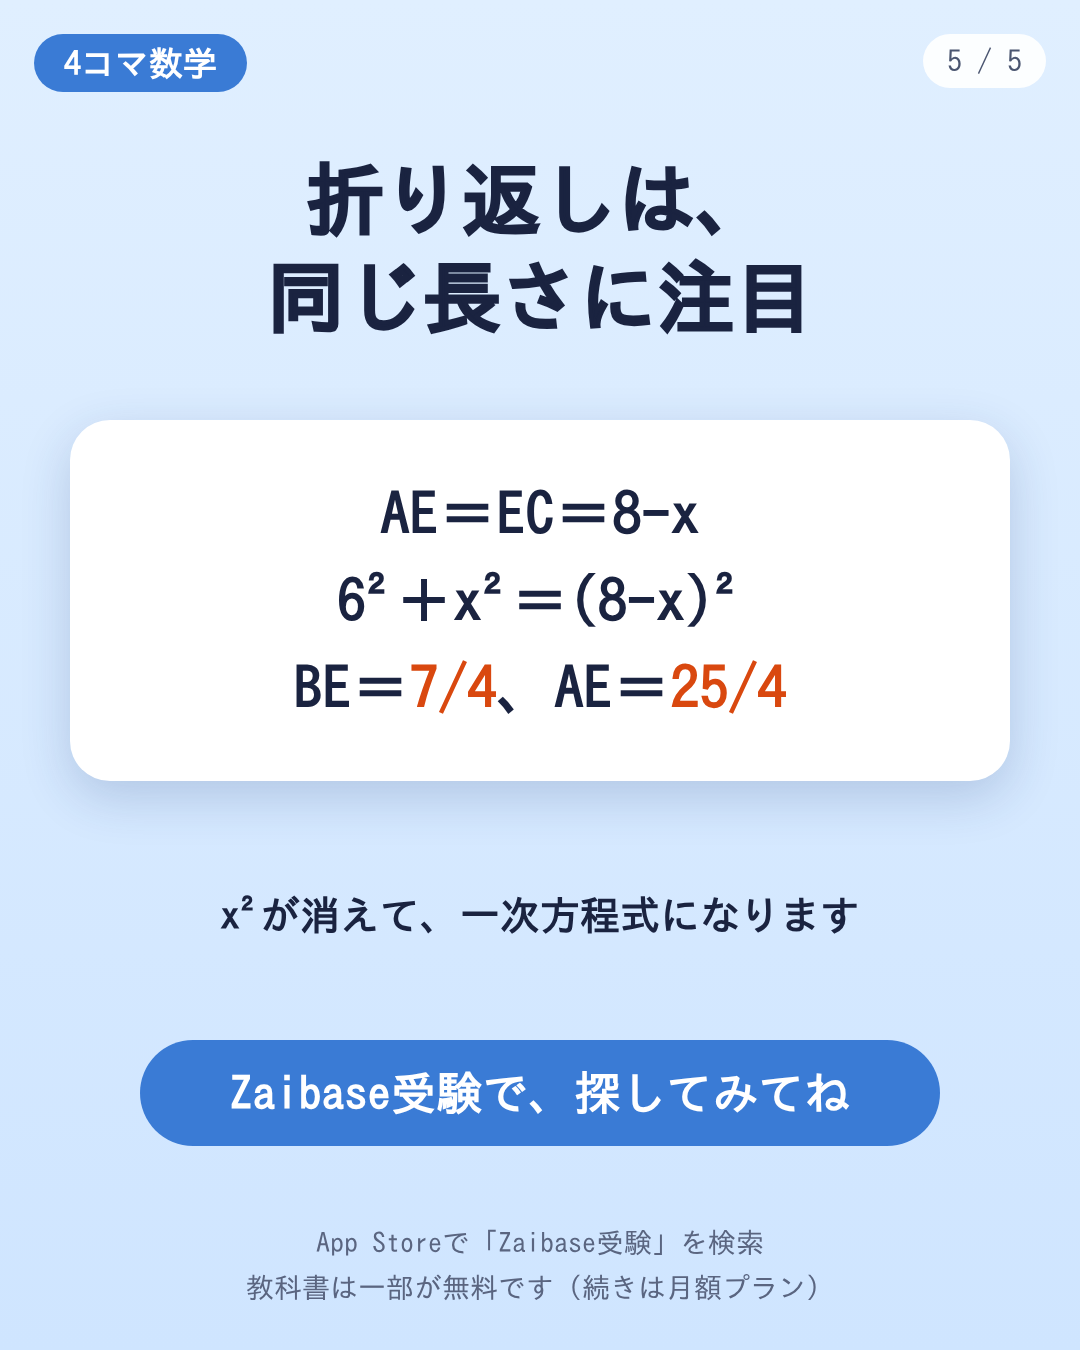 4コマ数学
5 / 5
折り返しは、
同じ長さに注目
AE＝EC＝8−x
6²＋x²＝(8−x)²
BE＝7/4、AE＝25/4
x²が消えて、一次方程式になります
Zaibase受験で、探してみてね
App Storeで「Zaibase受験」を検索
教科書は一部が無料です（続きは月額プラン）